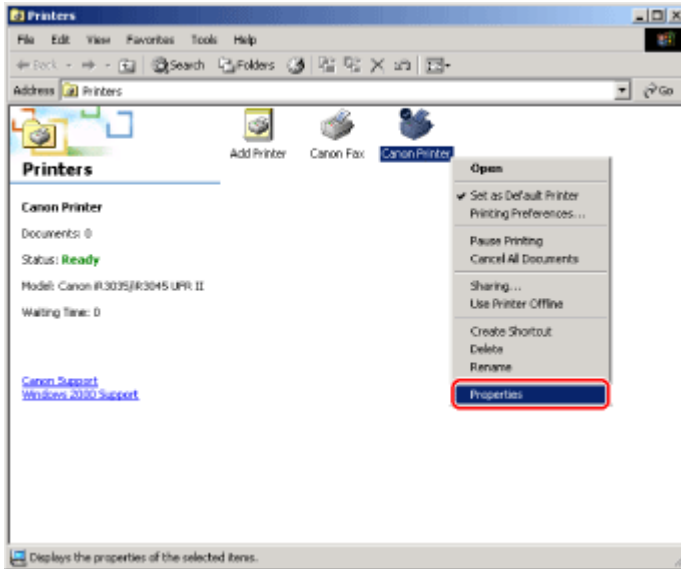 Printers
File Edit View Favorites Tools Help
Back Search Folders
Address Printers Go
Add Printer Canon Fax Canon Printer
Printers
Canon Printer
Documents: 0
Status: Ready
Model: Canon iR3035/iR3045 UFR II
Waiting Time: 0
Canon Support
Windows 2000 Support
Open
Set as Default Printer
Printing Preferences...
Pause Printing
Cancel All Documents
Sharing...
Use Printer Offline
Create Shortcut
Delete
Rename
Properties
Displays the properties of the selected items.